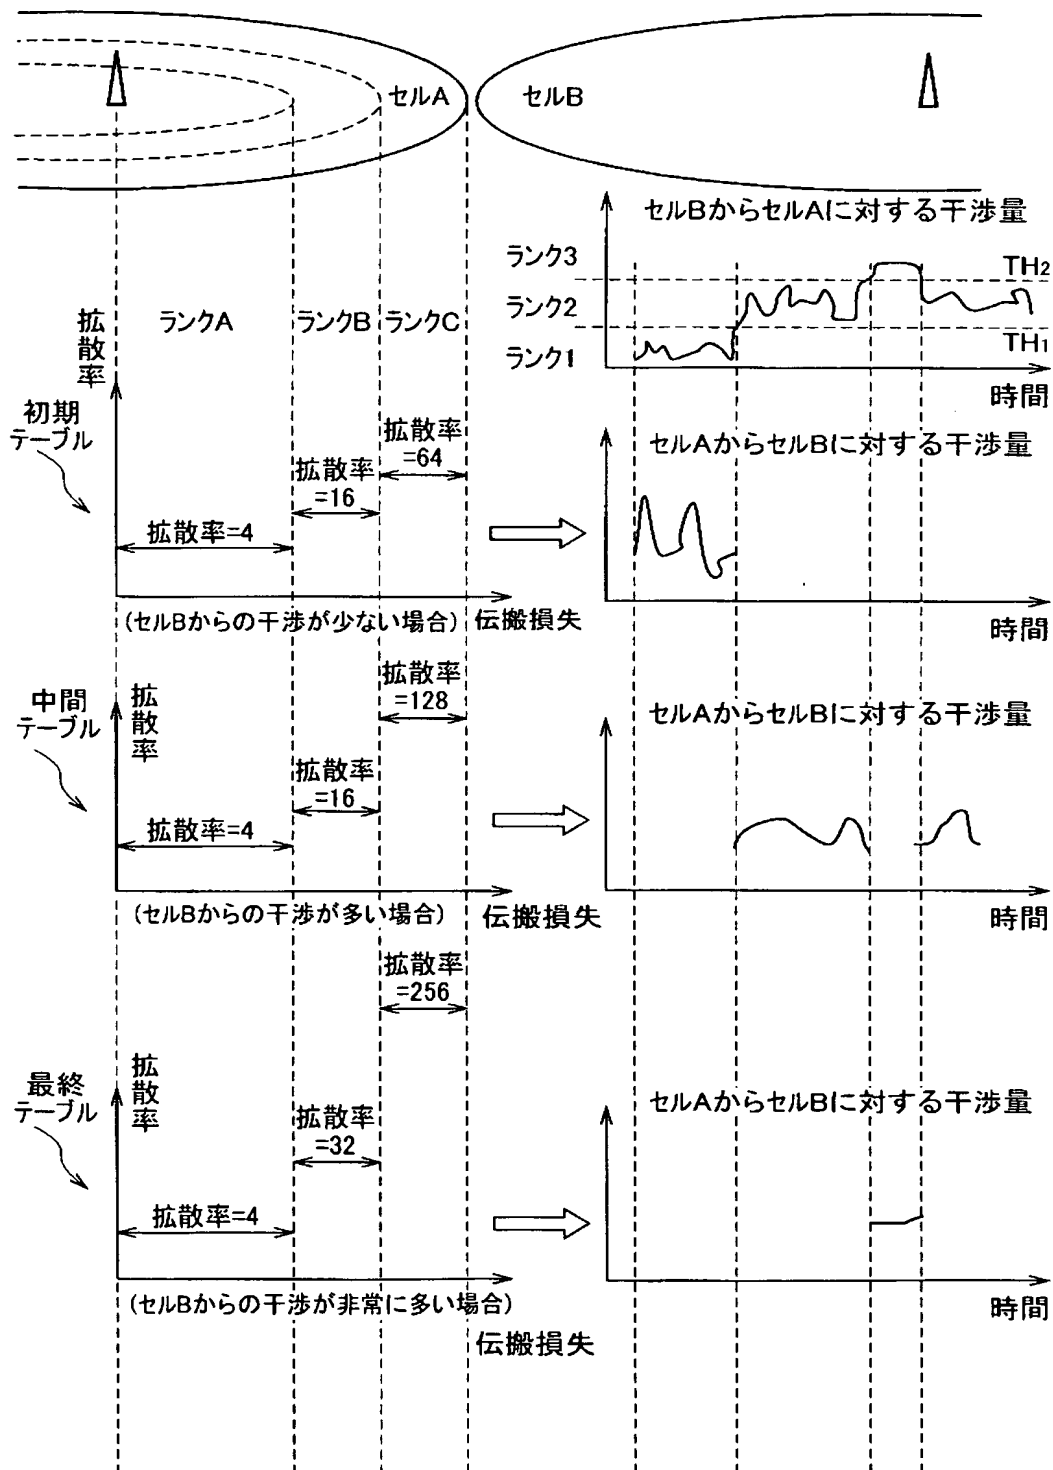 セルA
セルB
セルBからセルAに対する干渉量
ランク3
TH2
ランク2
TH1
ランク1
時間
拡散率
ランクA
ランクB
ランクC
初期
テーブル
拡散率
=64
拡散率
=16
拡散率=4
(セルBからの干渉が少ない場合)
伝搬損失
セルAからセルBに対する干渉量
時間
中間
テーブル
拡散率
拡散率
=128
拡散率
=16
拡散率=4
(セルBからの干渉が多い場合)
伝搬損失
セルAからセルBに対する干渉量
時間
拡散率
=256
最終
テーブル
拡散率
拡散率
=32
拡散率=4
(セルBからの干渉が非常に多い場合)
伝搬損失
セルAからセルBに対する干渉量
時間